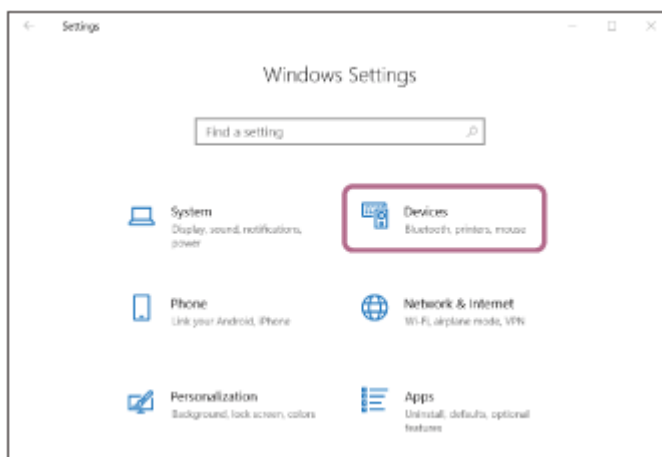 Settings
Windows Settings
Find a setting
System
Display, sound, notifications,
power
Devices
Bluetooth, printers, mouse
Phone
Link your Android, iPhone
Network & Internet
Wi-Fi, airplane mode, VPN
Personalization
Background, lock screen, colors
Apps
Uninstall, defaults, optional
features